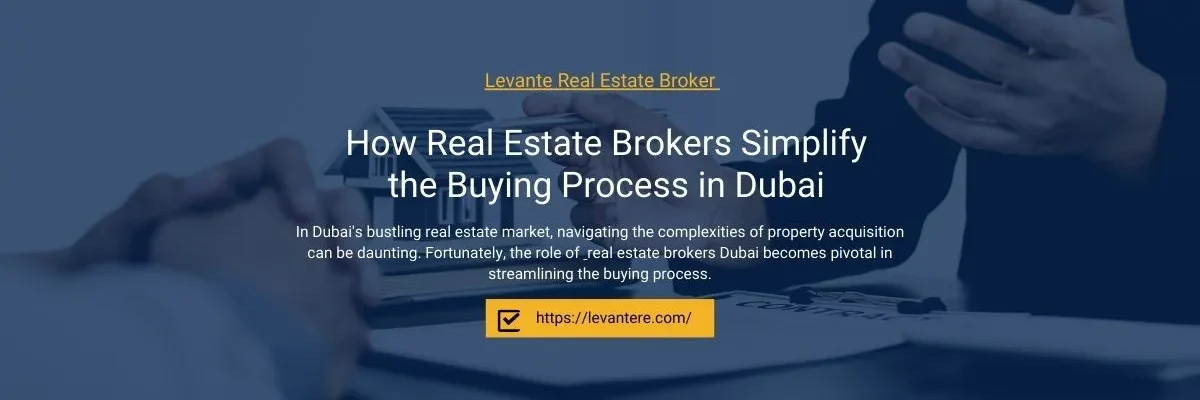 Levante Real Estate Broker
How Real Estate Brokers Simplify
the Buying Process in Dubai
In Dubai's bustling real estate market, navigating the complexities of property acquisition
can be daunting. Fortunately, the role of real estate brokers Dubai becomes pivotal in
streamlining the buying process.
https://levantere.com/
CONTRACT